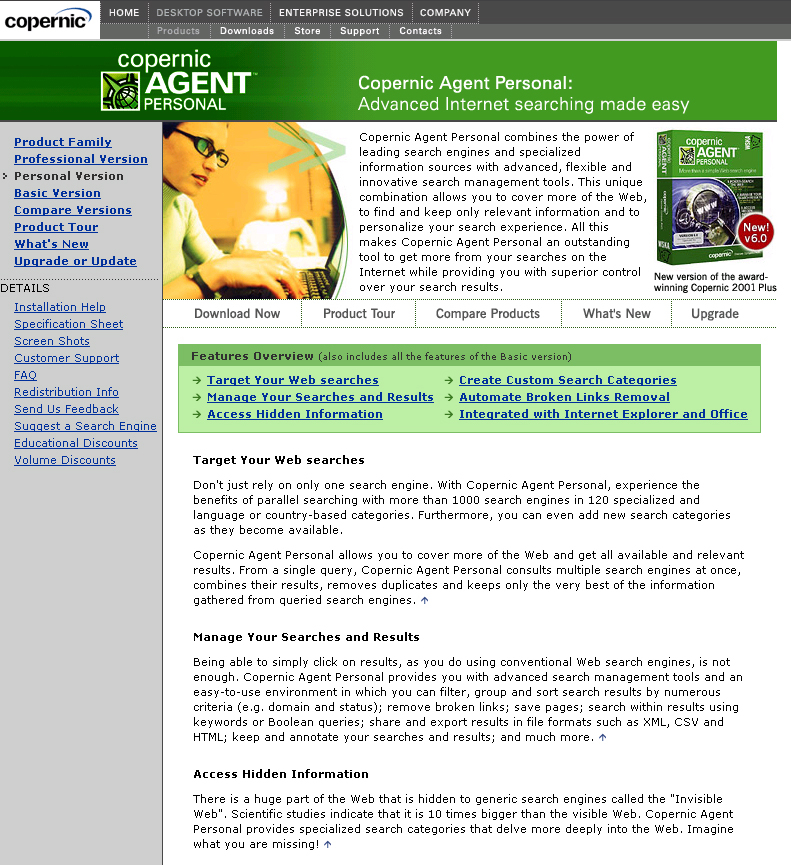 copernic
HOME
DESKTOP SOFTWARE
ENTERPRISE SOLUTIONS
COMPANY
Products
Downloads
Store
Support
Contacts
copernic
AGENT™
PERSONAL
Copernic Agent Personal:
Advanced Internet searching made easy
Product Family
Professional Version
Personal Version
Basic Version
Compare Versions
Product Tour
What's New
Upgrade or Update
DETAILS
Installation Help
Specification Sheet
Screen Shots
Customer Support
FAQ
Redistribution Info
Send Us Feedback
Suggest a Search Engine
Educational Discounts
Volume Discounts
Copernic Agent Personal combines the power of
leading search engines and specialized
information sources with advanced, flexible and
innovative search management tools. This unique
combination allows you to cover more of the Web,
to find and keep only relevant information and to
personalize your search experience. All this
makes Copernic Agent Personal an outstanding
tool to get more from your searches on the
Internet while providing you with superior control
over your search results.
copernic
AGENT
PERSONAL
New!
v6.0
copernic
New version of the award-
winning Copernic 2001 Plus
Download Now
Product Tour
Compare Products
What's New
Upgrade
Features Overview (also includes all the features of the Basic version)
Target Your Web searches
Manage Your Searches and Results
Access Hidden Information
Create Custom Search Categories
Automate Broken Links Removal
Integrated with Internet Explorer and Office
Target Your Web searches
Don't just rely on only one search engine. With Copernic Agent Personal, experience the
benefits of parallel searching with more than 1000 search engines in 120 specialized and
language or country-based categories. Furthermore, you can even add new search categories
as they become available.
Copernic Agent Personal allows you to cover more of the Web and get all available and relevant
results. From a single query, Copernic Agent Personal consults multiple search engines at once,
combines their results, removes duplicates and keeps only the very best of the information
gathered from queried search engines.
Manage Your Searches and Results
Being able to simply click on results, as you do using conventional Web search engines, is not
enough. Copernic Agent Personal provides you with advanced search management tools and an
easy-to-use environment in which you can filter, group and sort search results by numerous
criteria (e.g. domain and status); remove broken links; save pages; search within results using
keywords or Boolean queries; share and export results in file formats such as XML, CSV and
HTML; keep and annotate your searches and results; and much more.
Access Hidden Information
There is a huge part of the Web that is hidden to generic search engines called the "Invisible
Web". Scientific studies indicate that it is 10 times bigger than the visible Web. Copernic Agent
Personal provides specialized search categories that delve more deeply into the Web. Imagine
what you are missing!